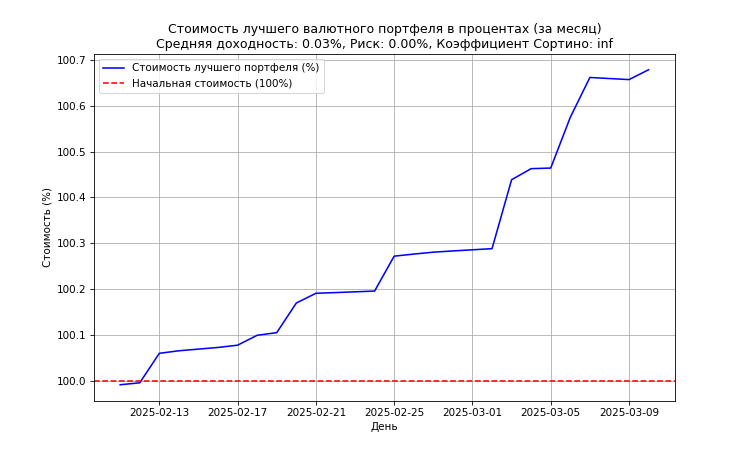 Стоимость лучшего валютного портфеля в процентах (за месяц)
Средняя доходность: 0.03%, Риск: 0.00%, Коэффициент Сортино: inf
Стоимость лучшего портфеля (%)
Начальная стоимость (100%)
Стоимость (%)
100.7
100.6
100.5
100.4
100.3
100.2
100.1
100.0
2025-02-13
2025-02-17
2025-02-21
2025-02-25
2025-03-01
2025-03-05
2025-03-09
День